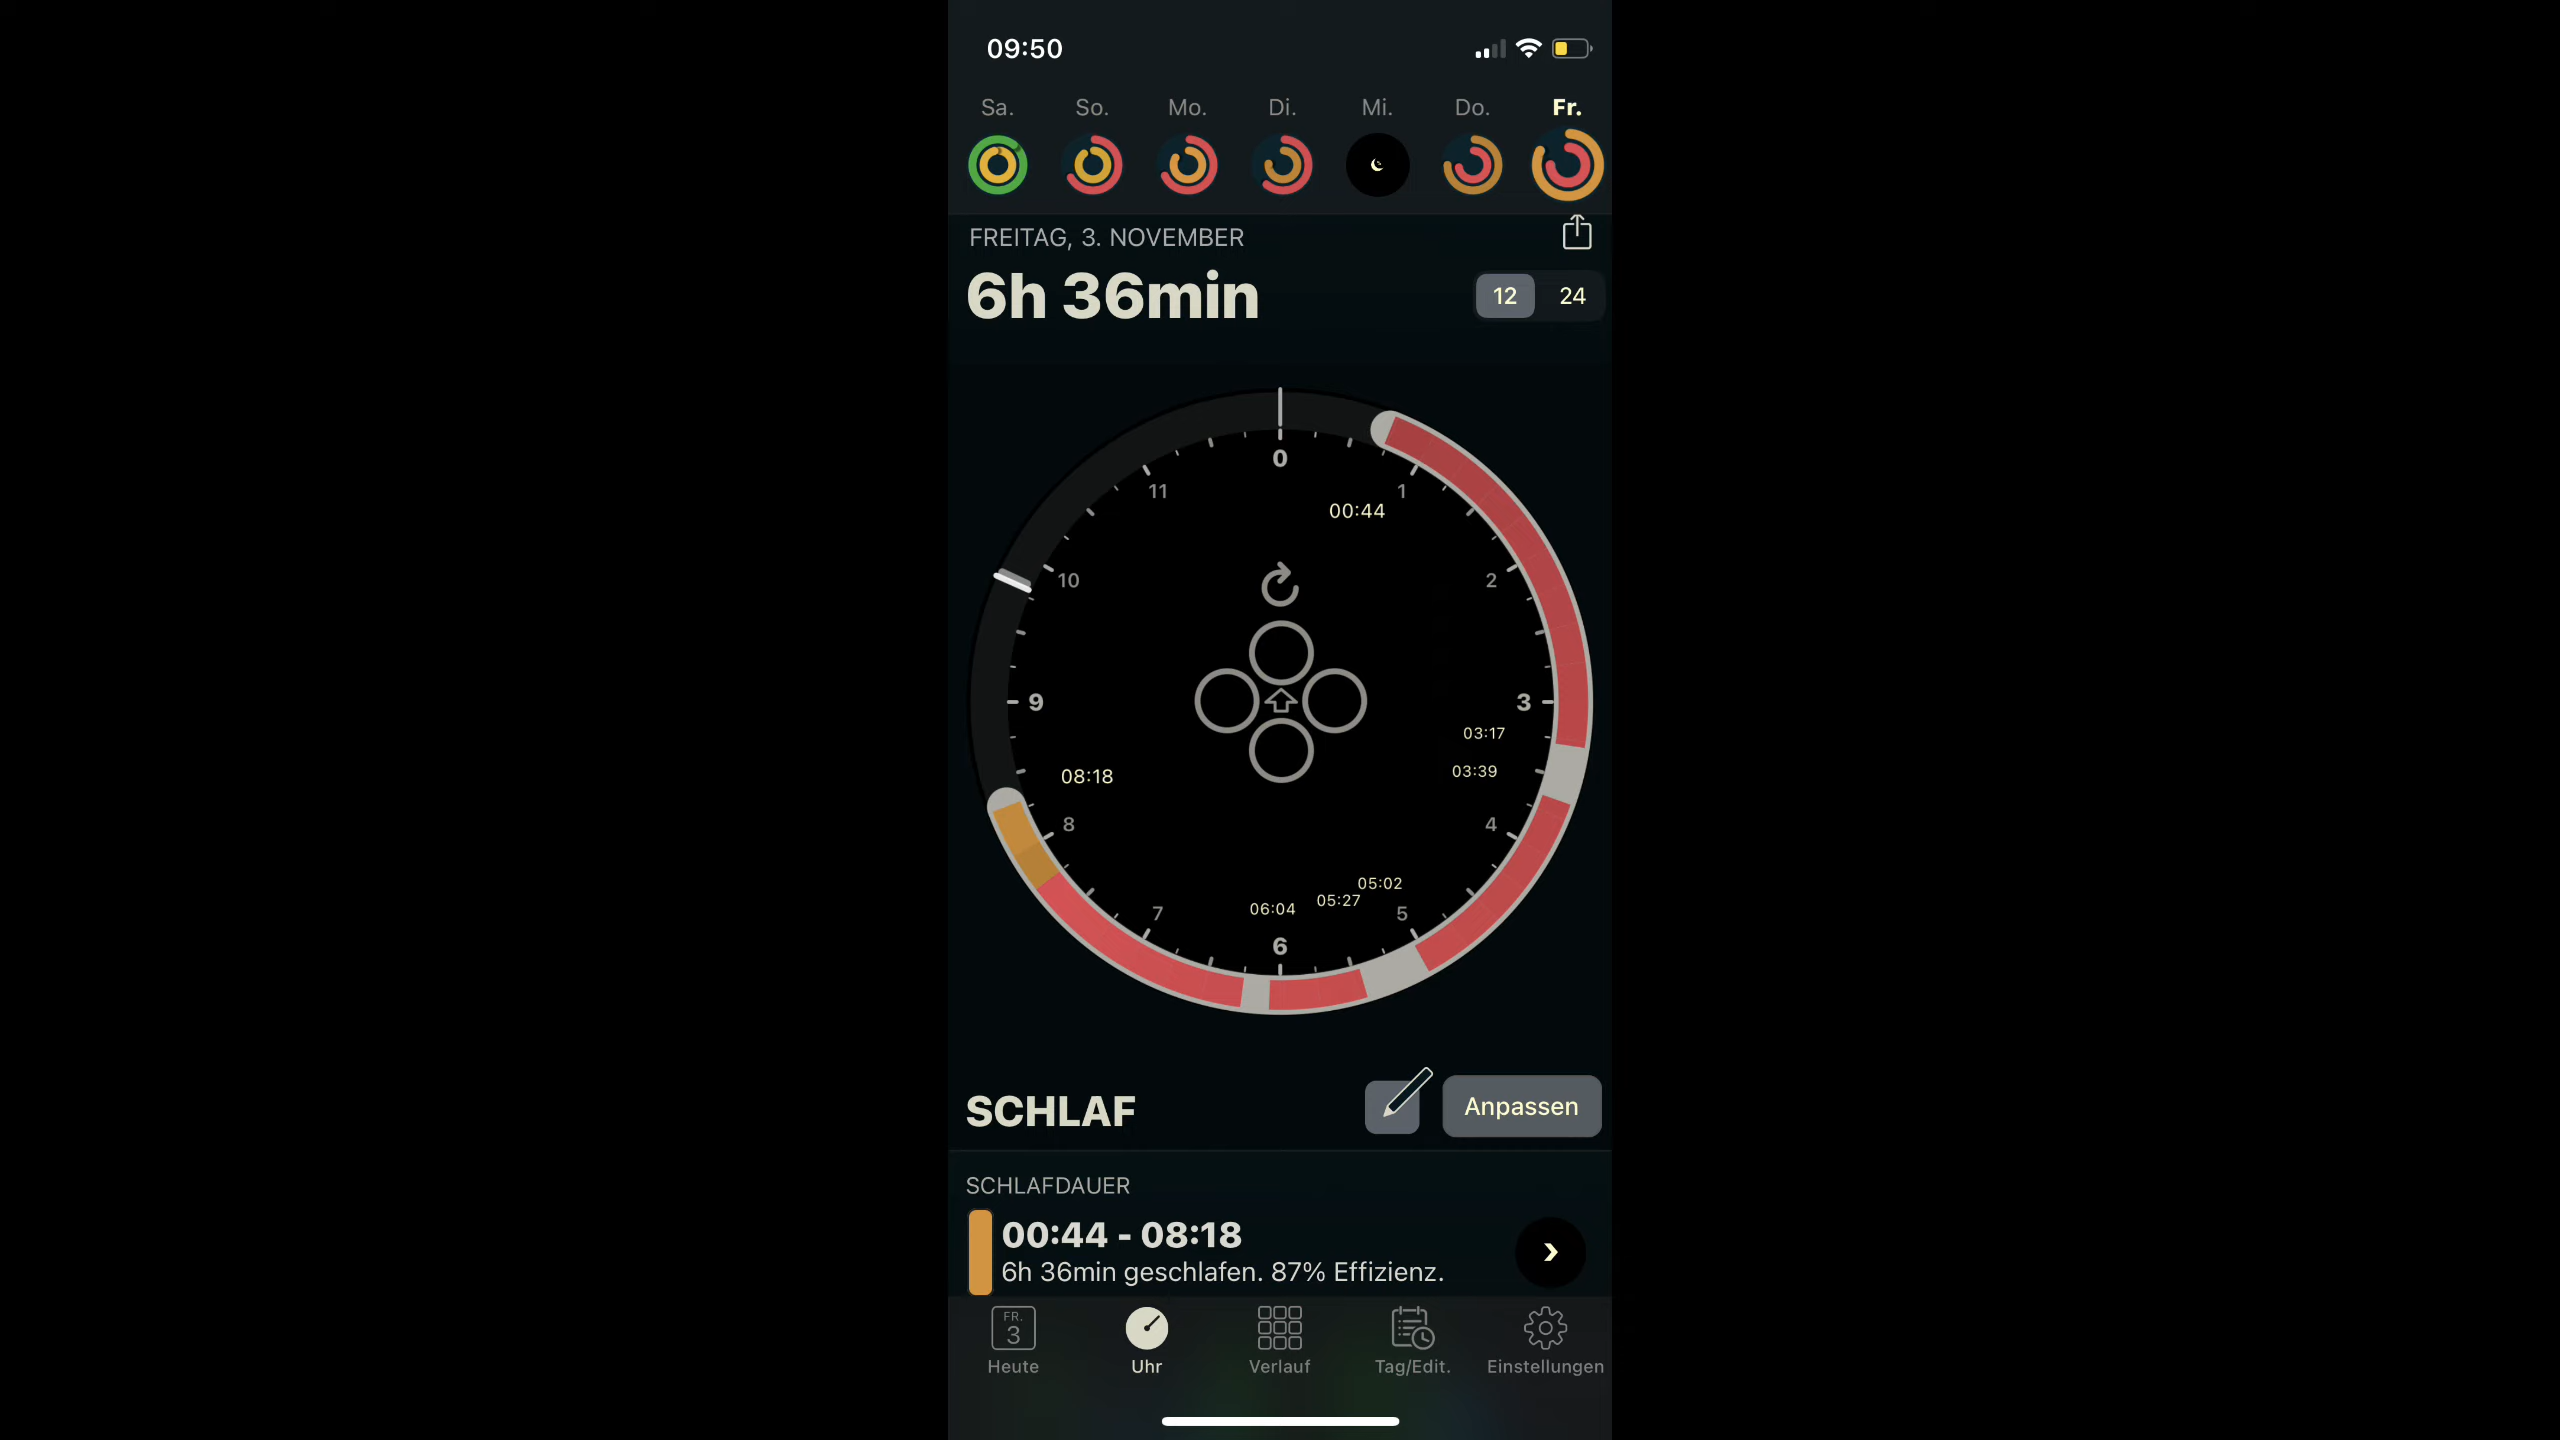 09:50
Sa. So. Mo. Di. Mi. Do. Fr.
FREITAG, 3. NOVEMBER
6h 36min
12 24
0
11 1
00:44
10 2
9 3
03:17
03:39
08:18
8 4
05:02
05:27
06:04
7 5
6
SCHLAF
Anpassen
SCHLAFDAUER
00:44 - 08:18
6h 36min geschlafen. 87% Effizienz.
FR.
3
Heute Uhr Verlauf Tag/Edit. Einstellungen